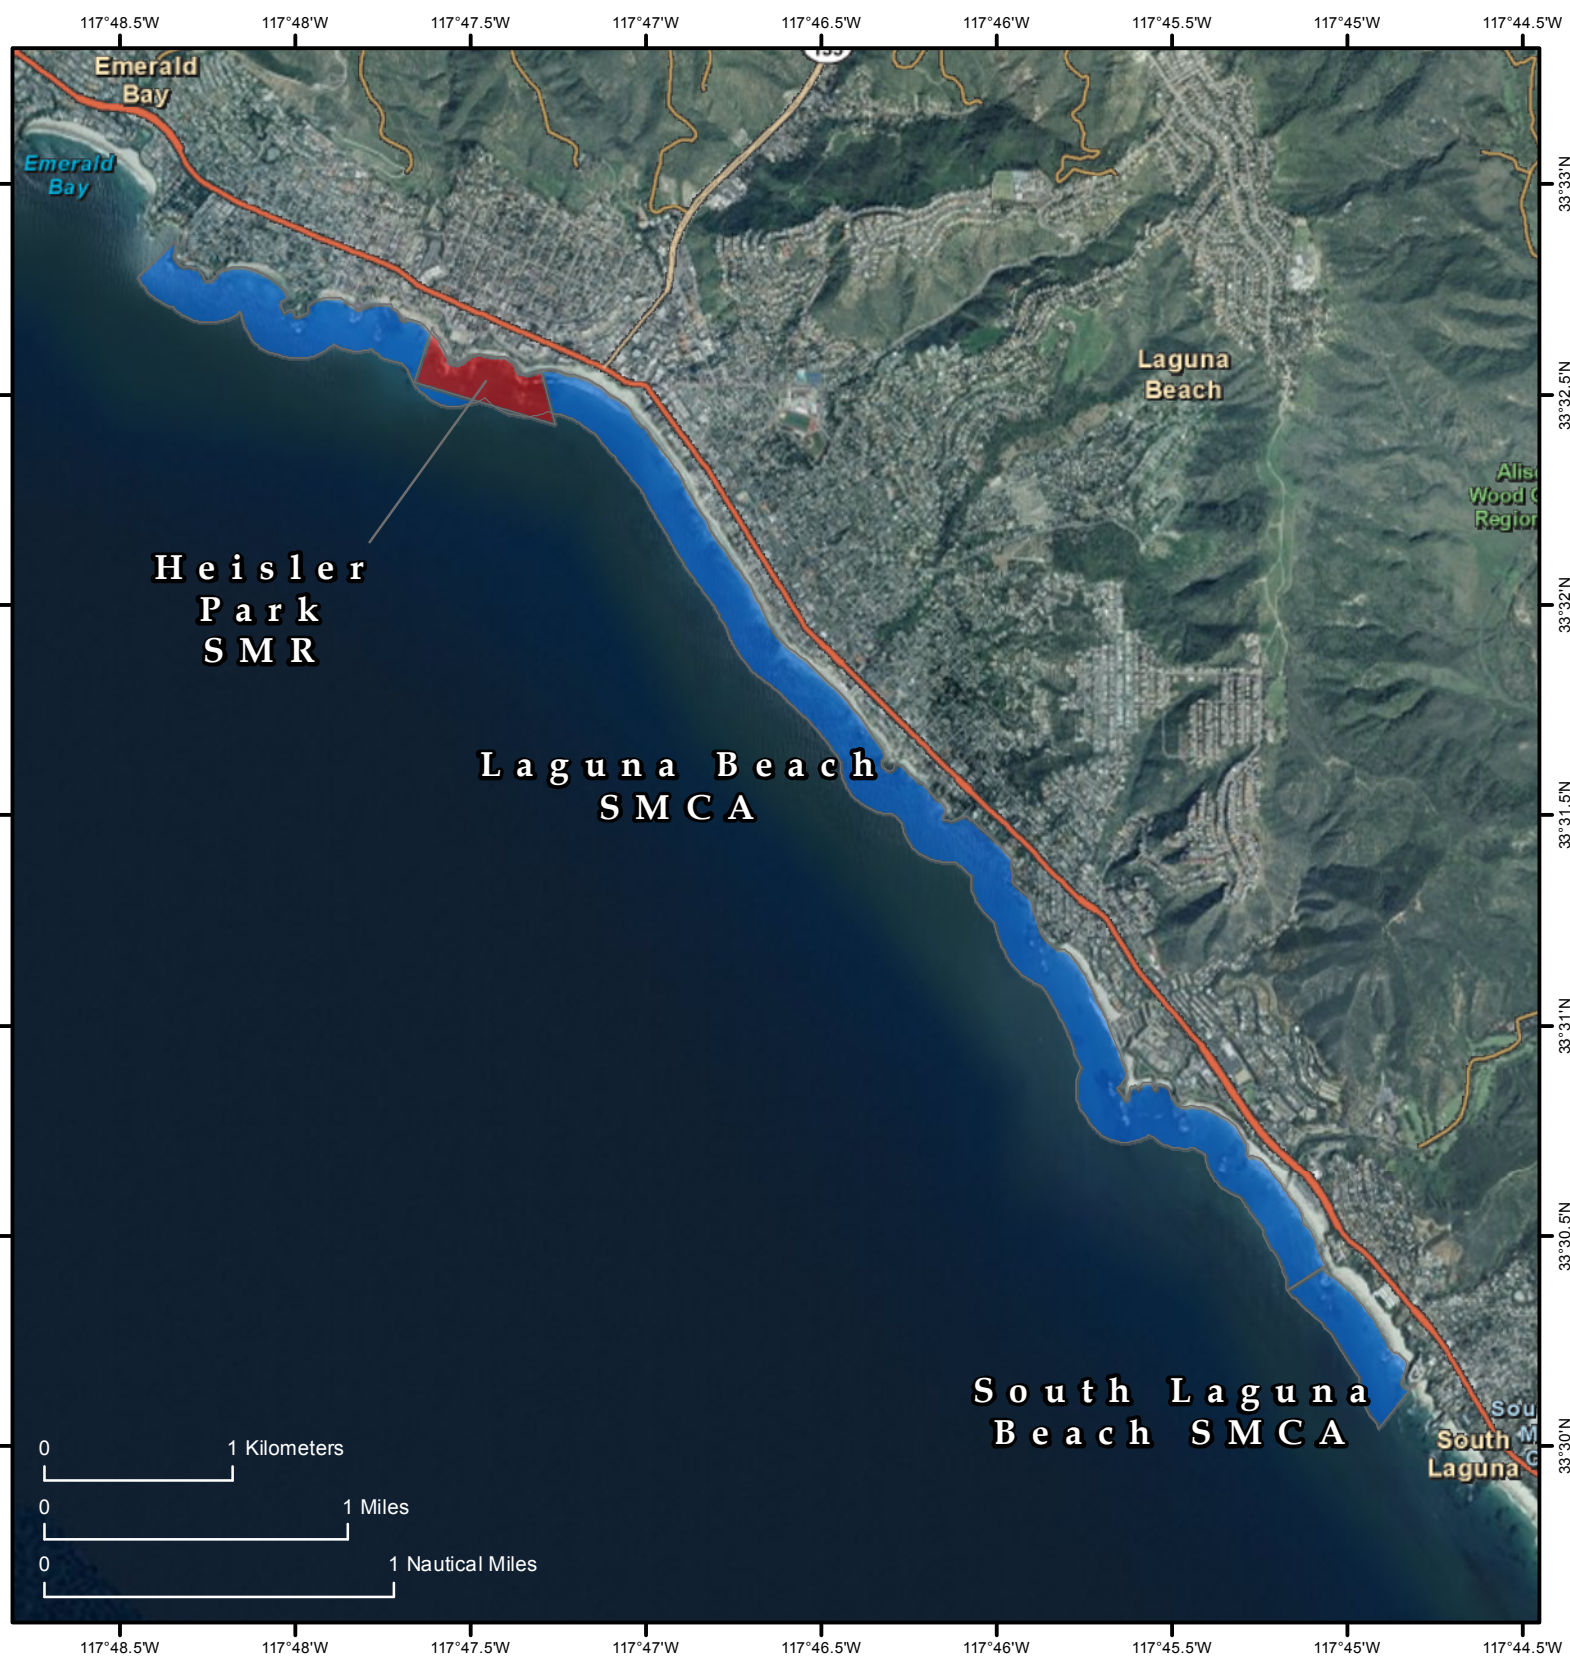 117°48.5'W 117°48'W 117°47.5'W 117°47'W 117°46.5'W 117°46'W 117°45.5'W 117°45'W 117°44.5'W
Emerald
Bay
Emerald
Bay
33°33'N
Laguna
Beach
33°32.5'N
Alis
Wood
Region
Heisler
Park
SMR
33°32'N
Laguna Beach
SMCA
33°31.5'N
33°31'N
33°30.5'N
South Laguna
Beach SMCA
Sou
M
South
Laguna
33°30'N
0 1 Kilometers
0 1 Miles
0 1 Nautical Miles
117°48.5'W 117°48'W 117°47.5'W 117°47'W 117°46.5'W 117°46'W 117°45.5'W 117°45'W 117°44.5'W